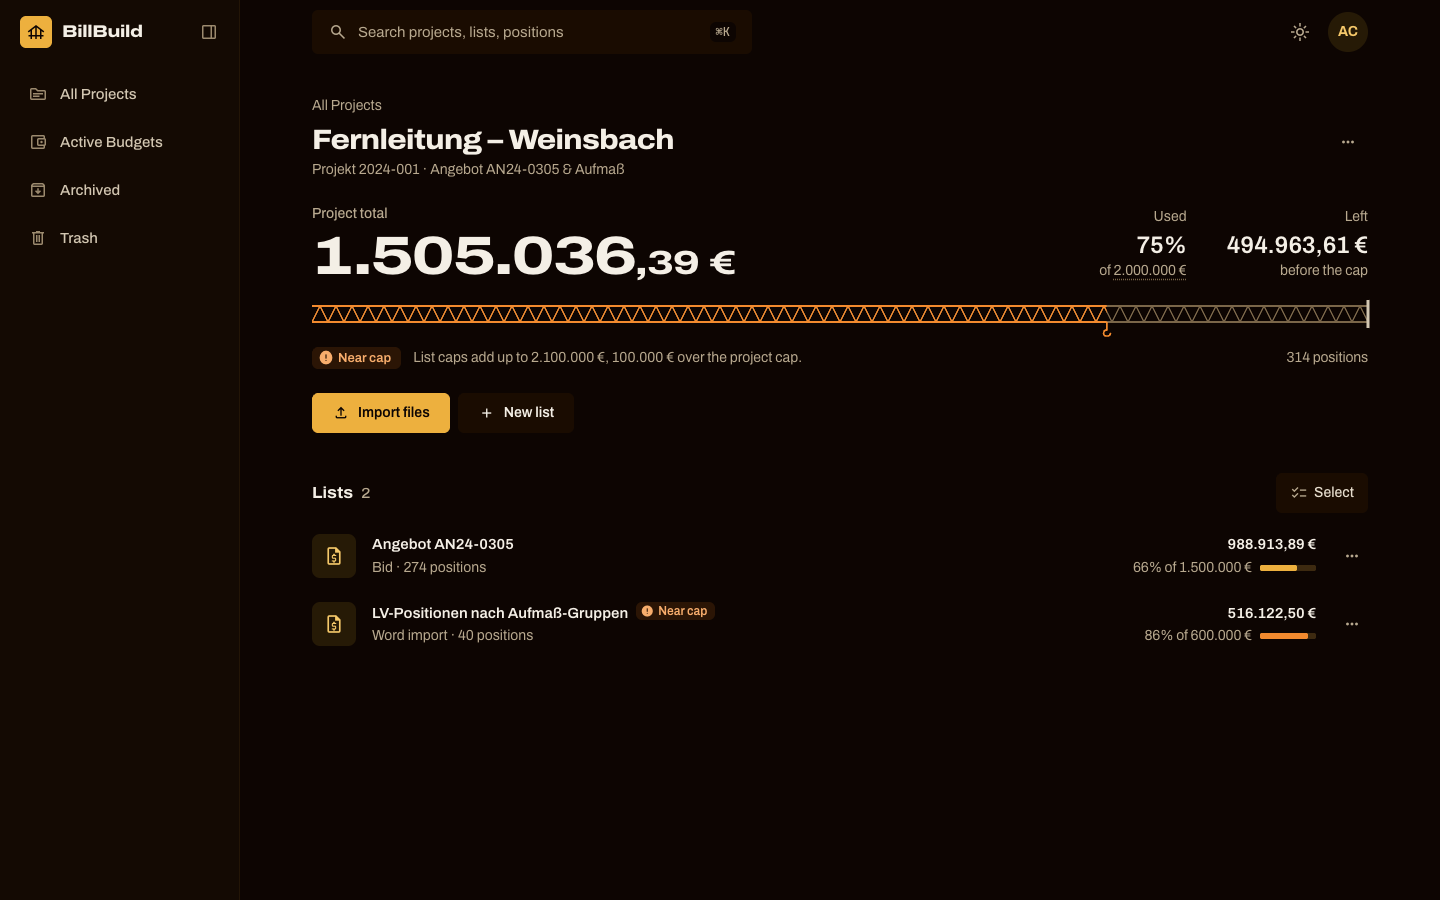 BillBuild
Search projects, lists, positions
⌘K
AC
All Projects
Active Budgets
Archived
Trash
All Projects
Fernleitung – Weinsbach
Projekt 2024-001 · Angebot AN24-0305 & Aufmaß
Project total
1.505.036,39 €
Used
75%
of 2.000.000 €
Left
494.963,61 €
before the cap
Near cap
List caps add up to 2.100.000 €, 100.000 € over the project cap.
314 positions
Import files
New list
Lists 2
Select
Angebot AN24-0305
988.913,89 €
Bid · 274 positions
66% of 1.500.000 €
LV-Positionen nach Aufmaß-Gruppen Near cap
516.122,50 €
Word import · 40 positions
86% of 600.000 €